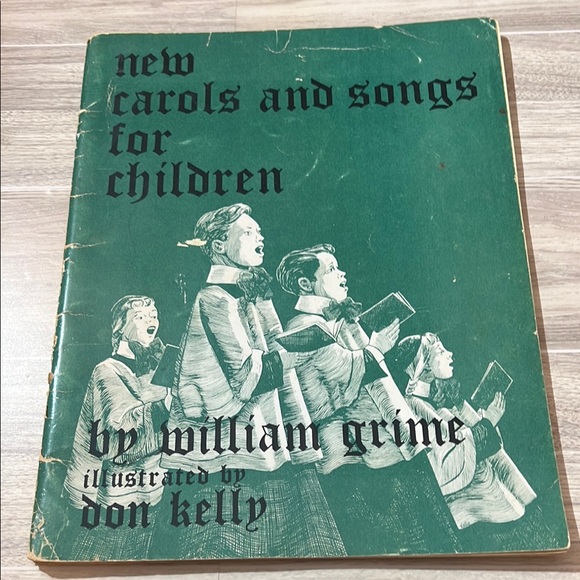 new
carols and songs
for
children
by william grime
illustrated by
don kelly